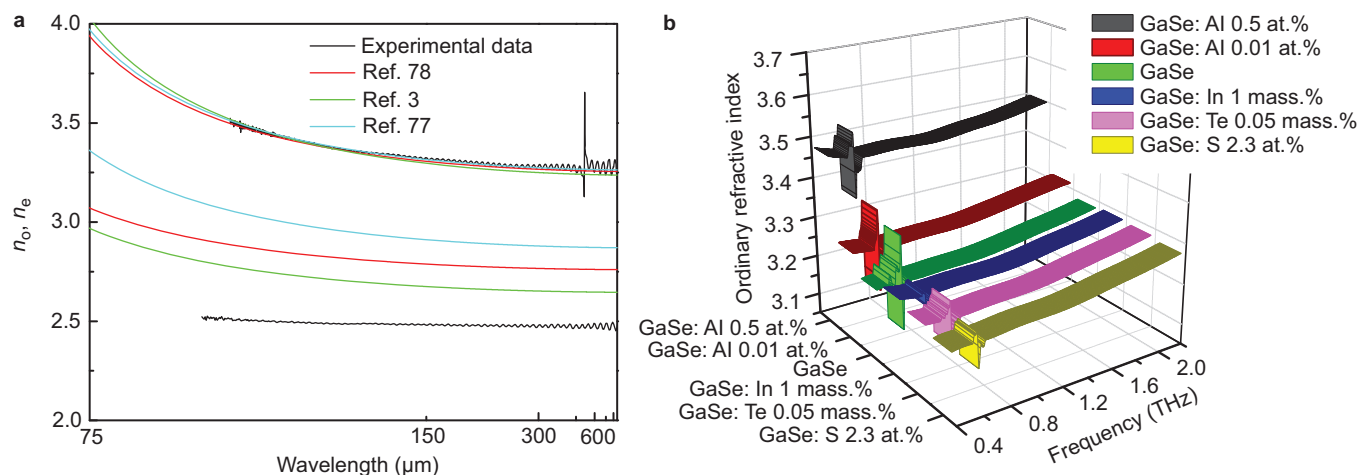 a
4.0
3.5
3.0
2.5
2.0
n_o, n_e
Experimental data
Ref. 78
Ref. 3
Ref. 77
75
150
300
600
Wavelength (μm)
b
3.7
3.6
3.5
3.4
3.3
3.2
3.1
Ordinary refractive index
GaSe: Al 0.5 at.%
GaSe: Al 0.01 at.%
GaSe
GaSe: In 1 mass.%
GaSe: Te 0.05 mass.%
GaSe: S 2.3 at.%
GaSe: Al 0.5 at.%
GaSe: Al 0.01 at.%
GaSe
GaSe: In 1 mass.%
GaSe: Te 0.05 mass.%
GaSe: S 2.3 at.%
0.4
0.8
1.2
1.6
2.0
Frequency (THz)